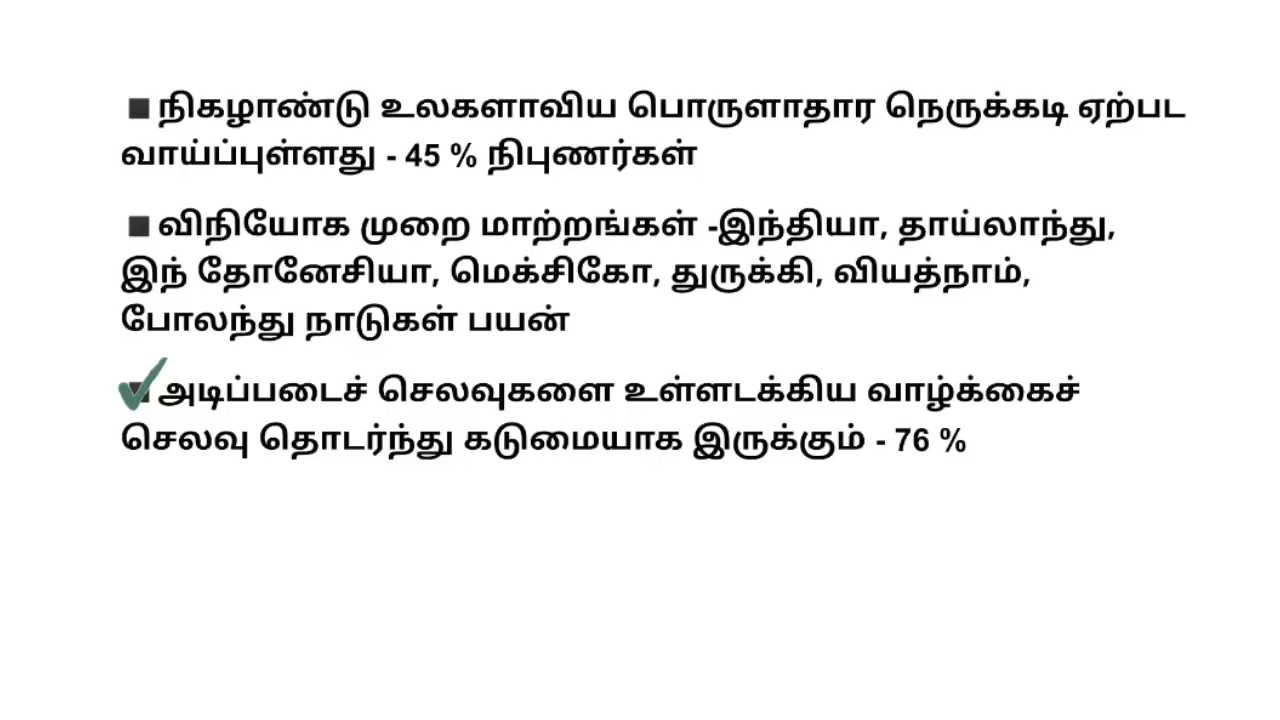 ▪நிகழாண்டு உலகளாவிய பொருளாதார நெருக்கடி ஏற்பட
வாய்ப்புள்ளது - 45 % நிபுணர்கள்
▪விநியோக முறை மாற்றங்கள் -இந்தியா, தாய்லாந்து,
இந் தோனேசியா, மெக்சிகோ, துருக்கி, வியத்நாம்,
போலந்து நாடுகள் பயன்
▪அடிப்படைச் செலவுகளை உள்ளடக்கிய வாழ்க்கைச்
செலவு தொடர்ந்து கடுமையாக இருக்கும் - 76 %